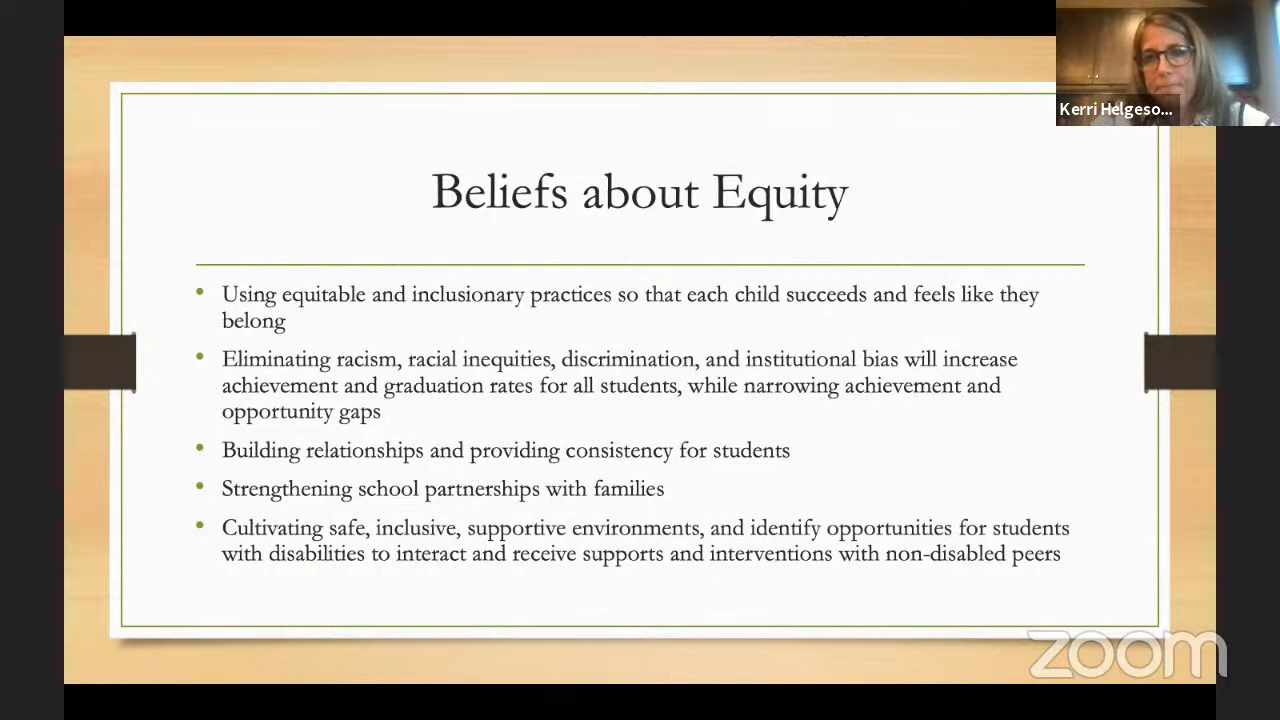 Kerri Helgeso...
Beliefs about Equity
• Using equitable and inclusionary practices so that each child succeeds and feels like they
belong
• Eliminating racism, racial inequities, discrimination, and institutional bias will increase
achievement and graduation rates for all students, while narrowing achievement and
opportunity gaps
• Building relationships and providing consistency for students
• Strengthening school partnerships with families
• Cultivating safe, inclusive, supportive environments, and identify opportunities for students
with disabilities to interact and receive supports and interventions with non-disabled peers
zoom